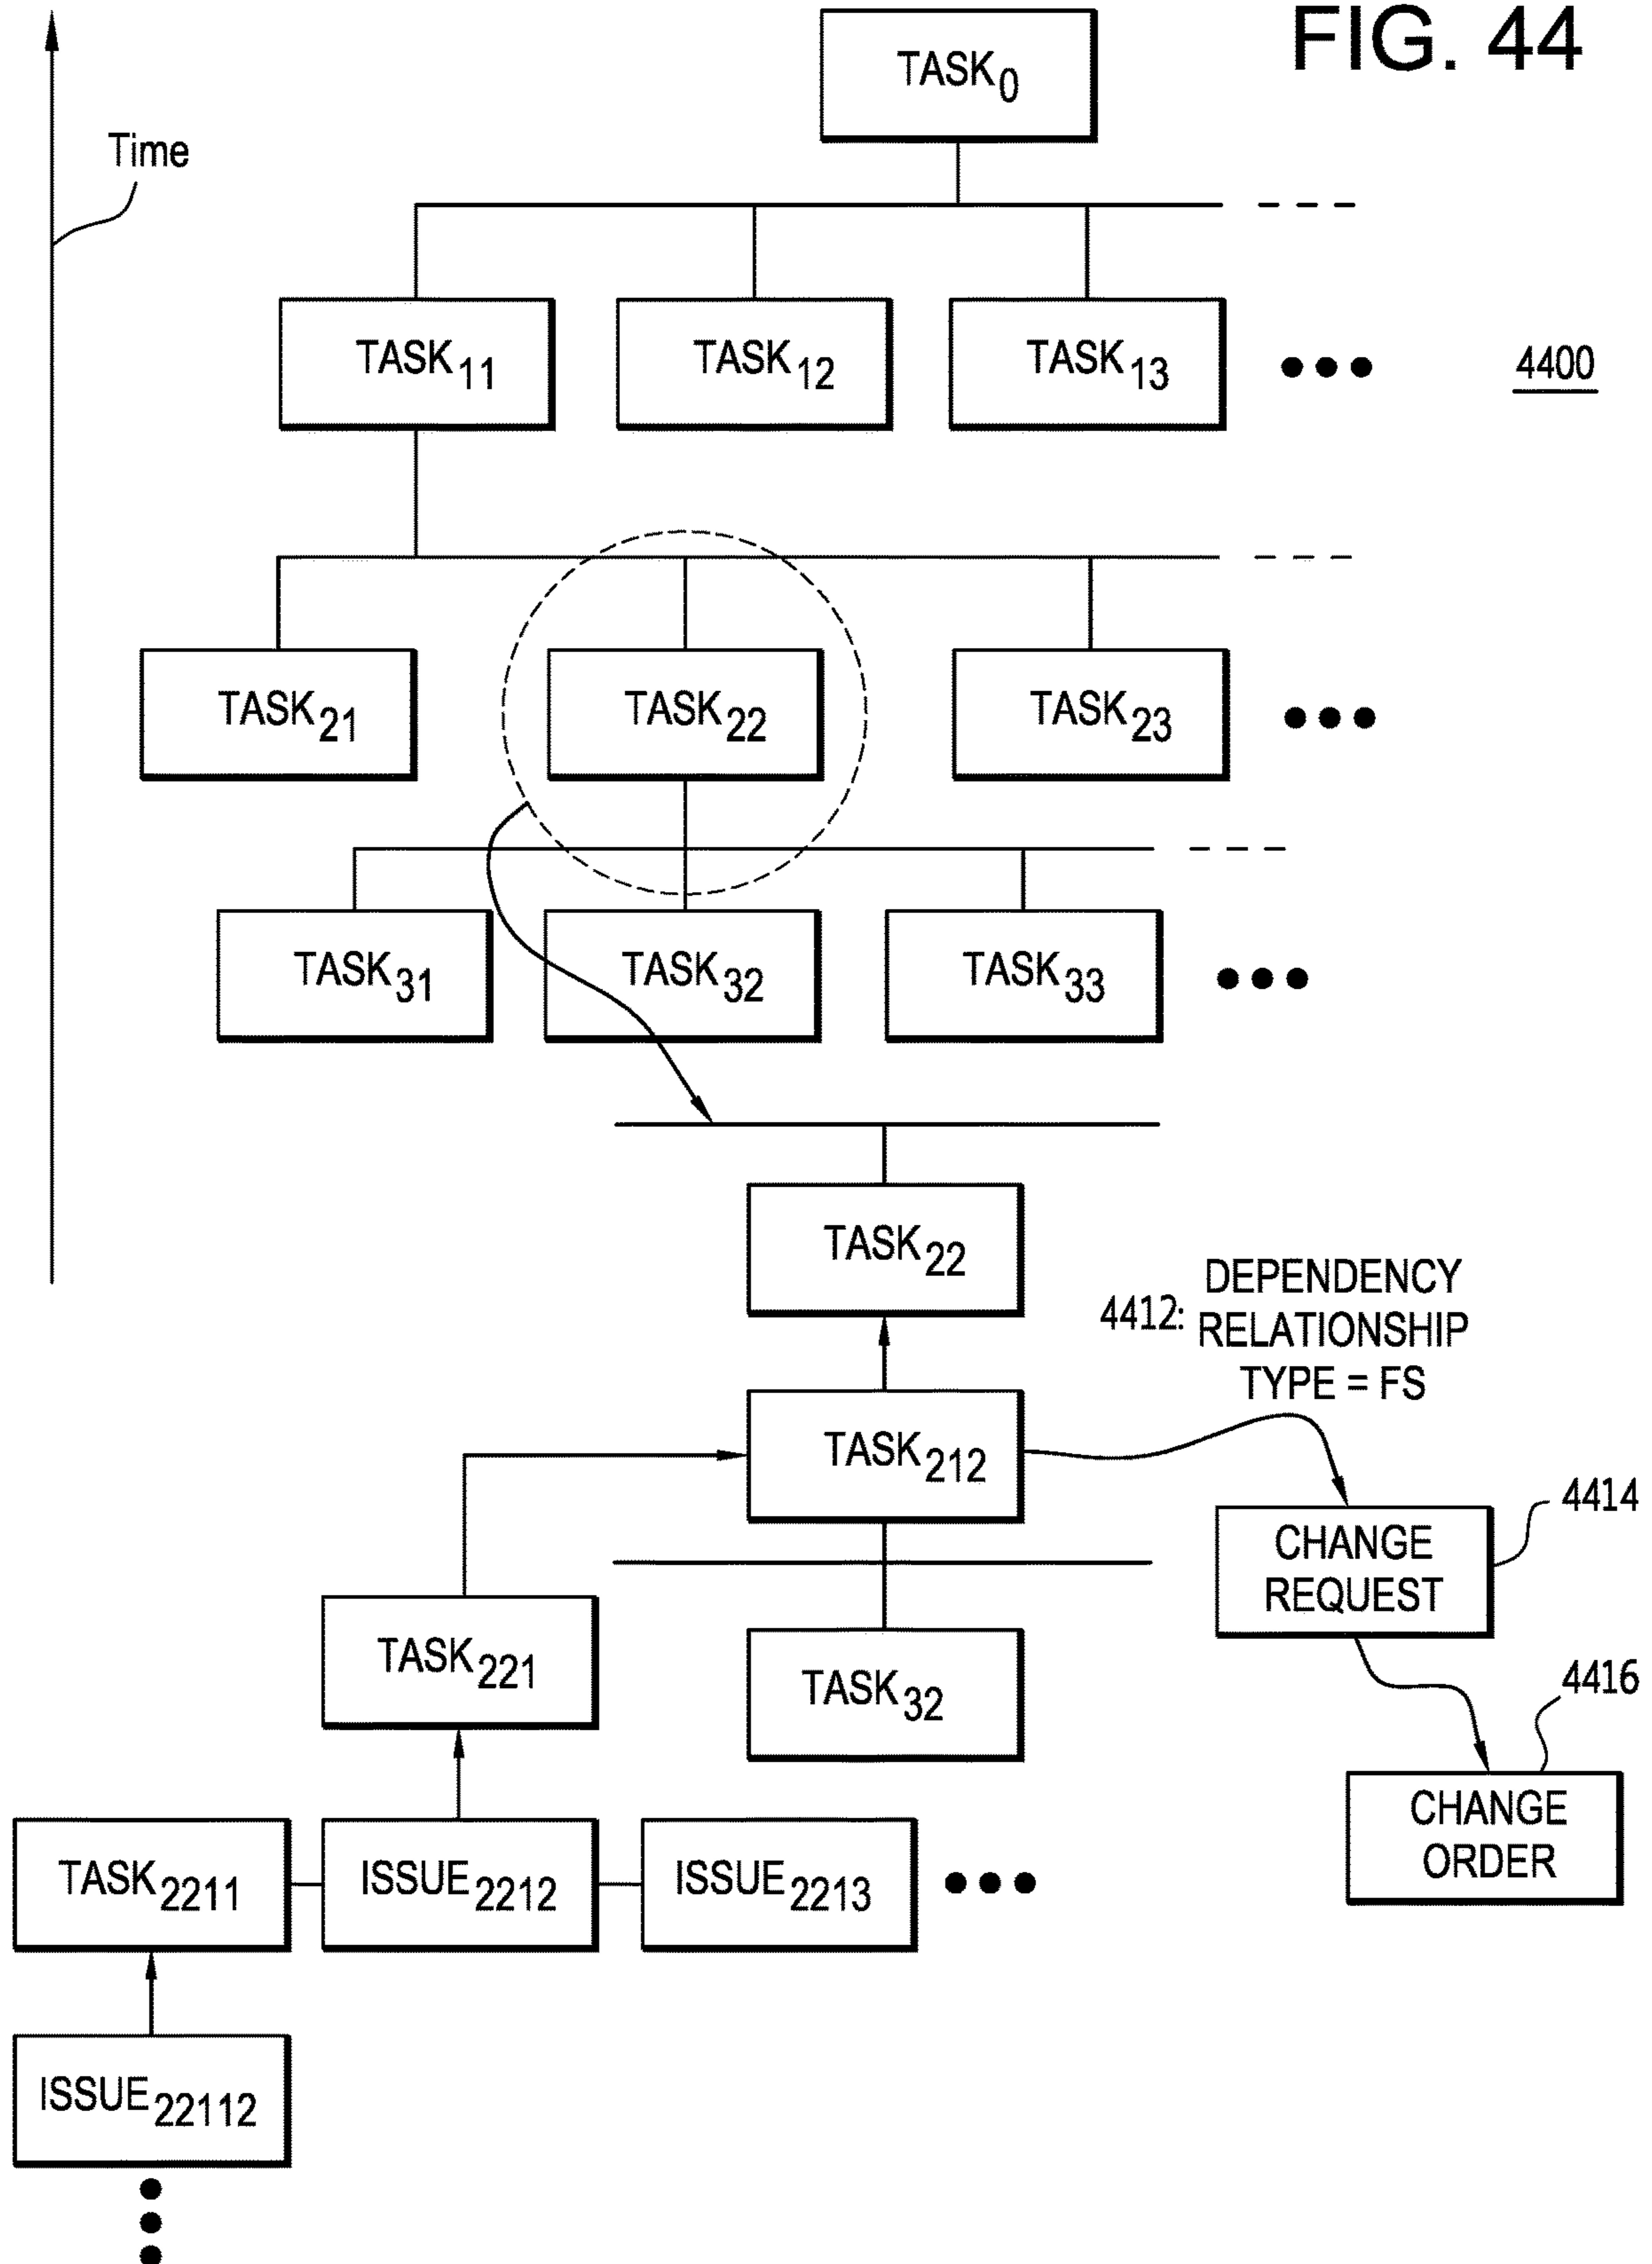 FIG. 44
TASK0
Time
TASK11 TASK12 TASK13 4400
TASK21 TASK22 TASK23
TASK31 TASK32 TASK33
TASK22
DEPENDENCY
4412: RELATIONSHIP
TYPE = FS
TASK212
4414
CHANGE
REQUEST
TASK221
TASK32
4416
CHANGE
ORDER
TASK2211 ISSUE2212 ISSUE2213
ISSUE22112